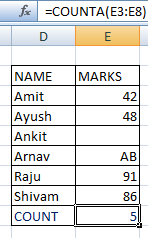 fx =COUNTA(E3:E8)
D E
NAME MARKS
Amit 42
Ayush 48
Ankit
Arnav AB
Raju 91
Shivam 86
COUNT 5